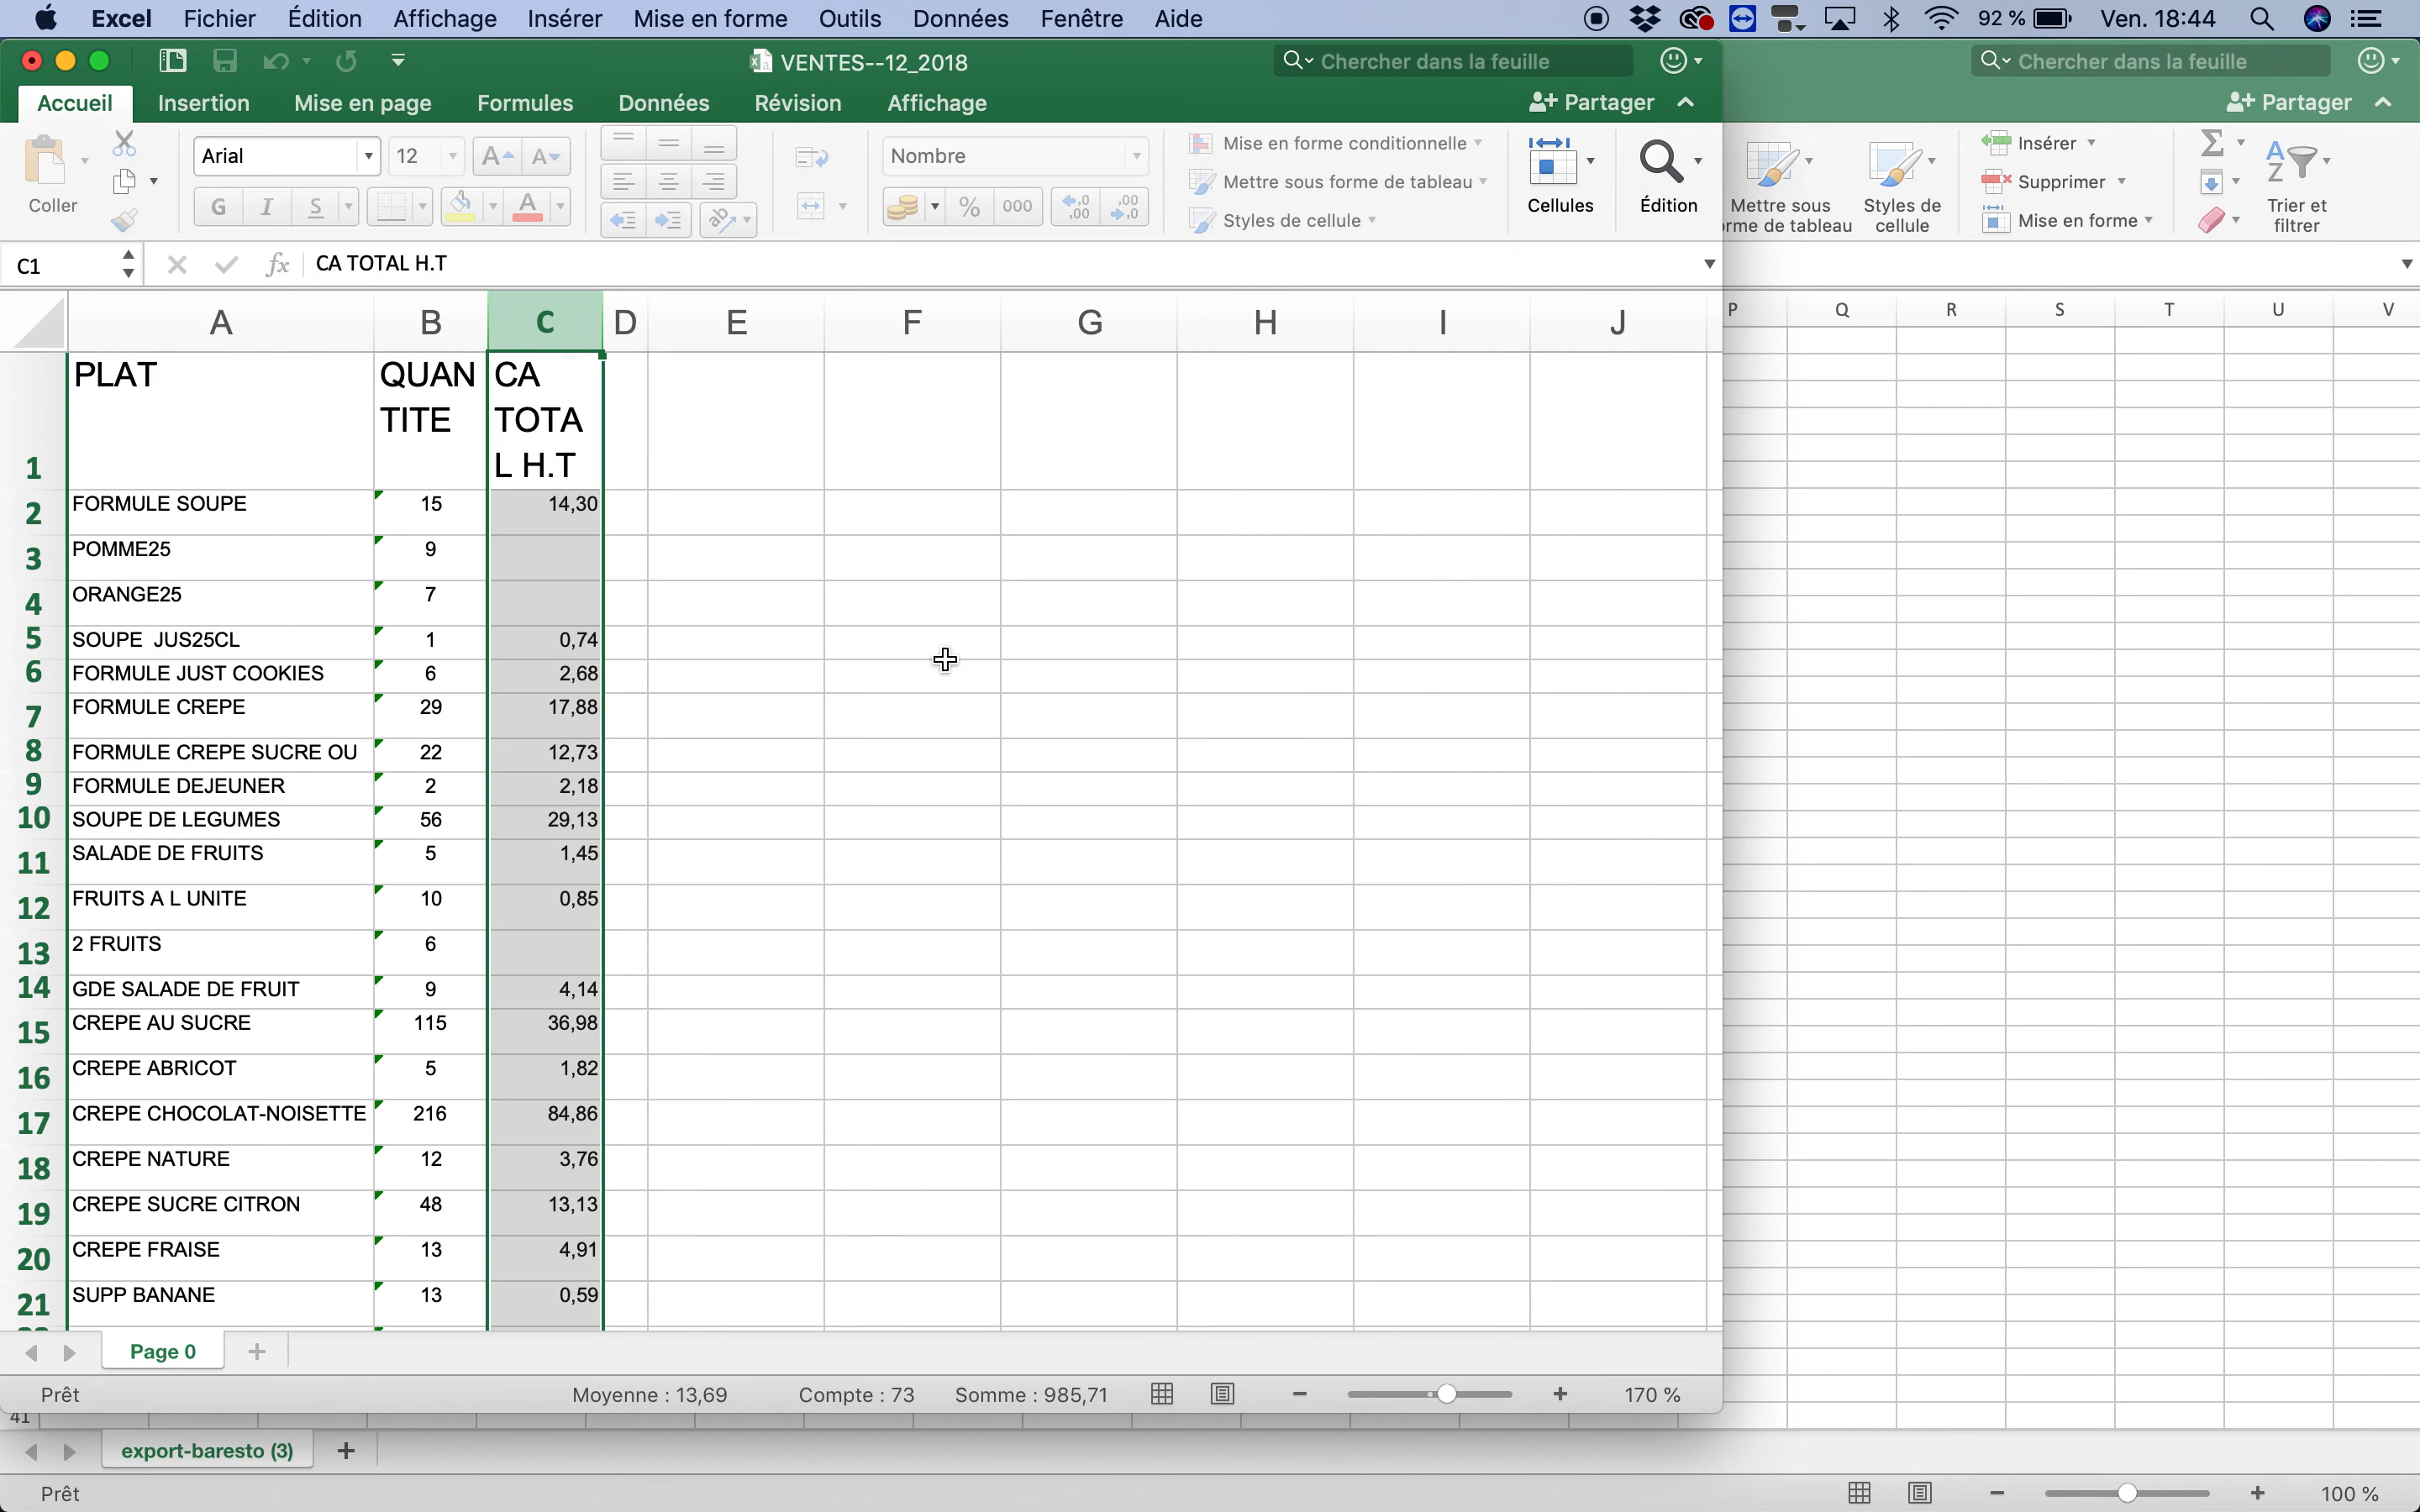 Excel Fichier Édition Affichage Insérer Mise en forme Outils Données Fenêtre Aide 92 % Ven. 18:44
VENTES--12_2018 Chercher dans la feuille Chercher dans la feuille
Accueil Insertion Mise en page Formules Données Révision Affichage Partager Partager
Arial 12 Nombre Mise en forme conditionnelle Insérer
Mettre sous forme de tableau Supprimer
Coller Cellules Édition Mettre sous Styles de Trier et
G I S A % 000 Styles de cellule rme de tableau cellule Mise en forme filtrer
C1 fx CA TOTAL H.T
A B C D E F G H I J P Q R S T U V
PLAT QUAN CA
TITE TOTA
1 L H.T
2 FORMULE SOUPE 15 14,30
3 POMME25 9
4 ORANGE25 7
5 SOUPE JUS25CL 1 0,74
6 FORMULE JUST COOKIES 6 2,68
7 FORMULE CREPE 29 17,88
8 FORMULE CREPE SUCRE OU 22 12,73
9 FORMULE DEJEUNER 2 2,18
10 SOUPE DE LEGUMES 56 29,13
11 SALADE DE FRUITS 5 1,45
12 FRUITS A L UNITE 10 0,85
13 2 FRUITS 6
14 GDE SALADE DE FRUIT 9 4,14
15 CREPE AU SUCRE 115 36,98
16 CREPE ABRICOT 5 1,82
17 CREPE CHOCOLAT-NOISETTE 216 84,86
18 CREPE NATURE 12 3,76
19 CREPE SUCRE CITRON 48 13,13
20 CREPE FRAISE 13 4,91
21 SUPP BANANE 13 0,59
Page 0
Prêt Moyenne : 13,69 Compte : 73 Somme : 985,71 170 %
41
export-baresto (3)
Prêt 100 %